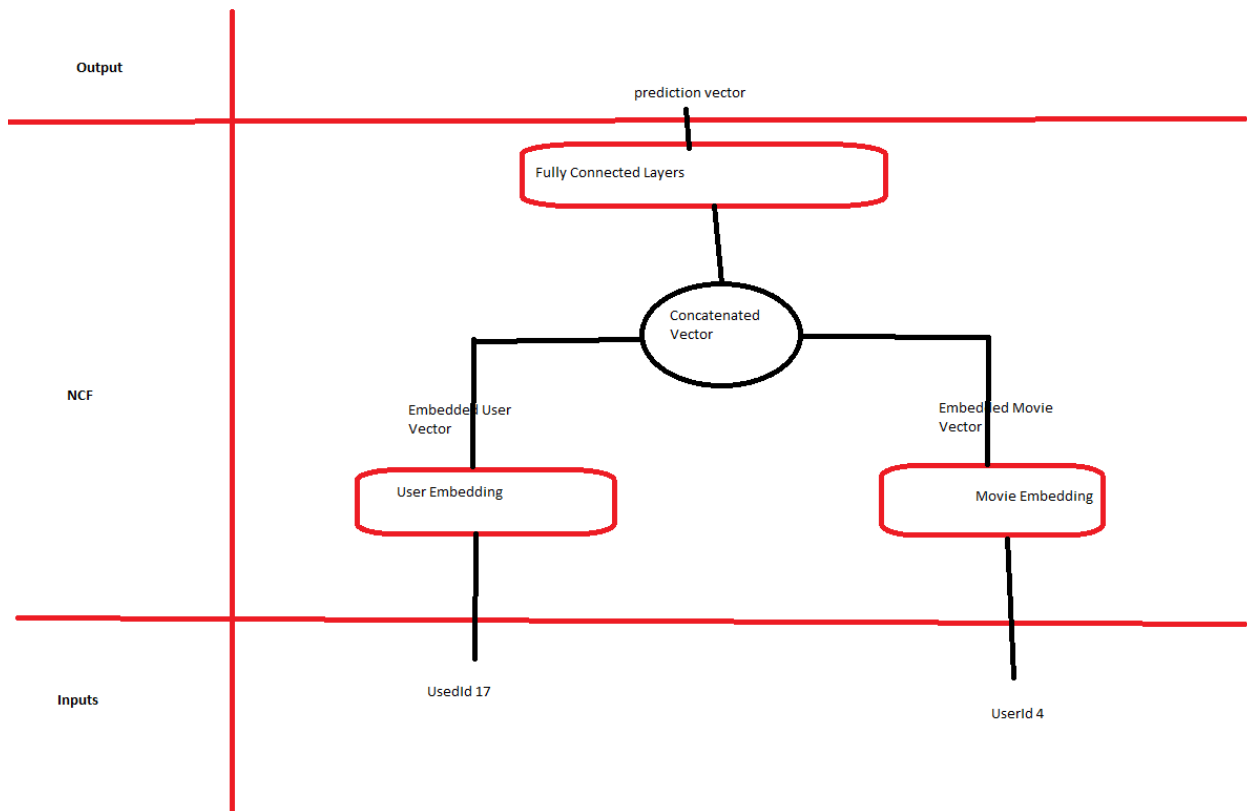 Output
prediction vector
Fully Connected Layers
Concatenated
Vector
NCF
Embedded User
Vector
Embedded Movie
Vector
User Embedding
Movie Embedding
Inputs
UsedId 17
UserId 4